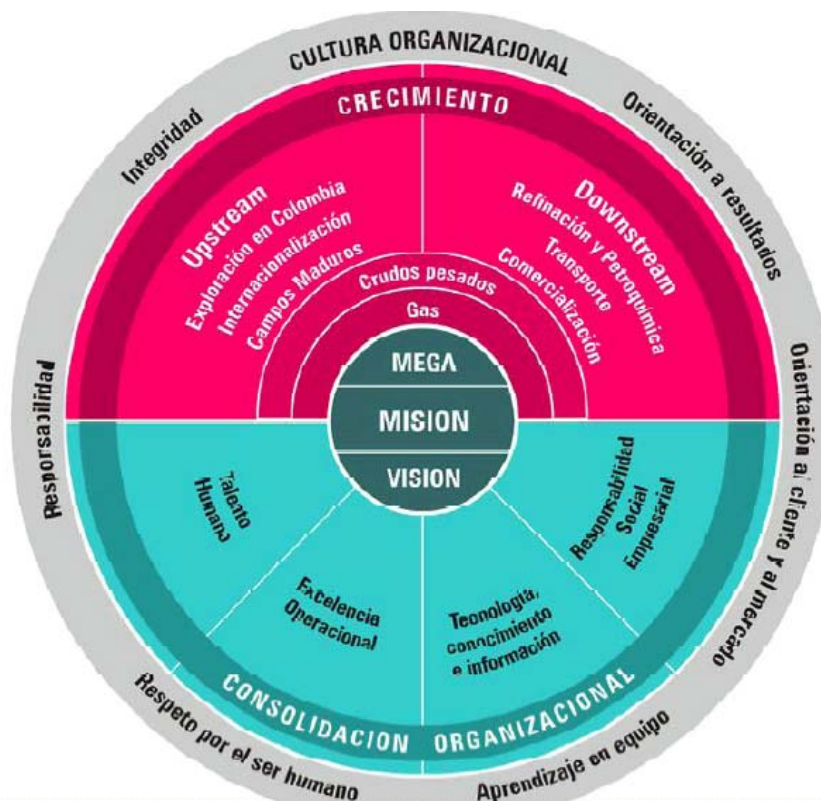 CULTURA ORGANIZACIONAL
Integridad
Orientación a resultados
Responsabilidad
Orientación al cliente y al mercado
Respeto por el ser humano
Aprendizaje en equipo
CRECIMIENTO
Upstream
Exploración en Colombia
Internacionalización
Campos Maduros
Downstream
Refinación y Petroquímica
Transporte
Comercialización
Crudos pesados
Gas
MEGA
MISION
VISION
Talento
Humano
Excelencia
Operacional
Tecnología,
conocimiento
e información
Responsabilidad
Social
Empresarial
CONSOLIDACION ORGANIZACIONAL